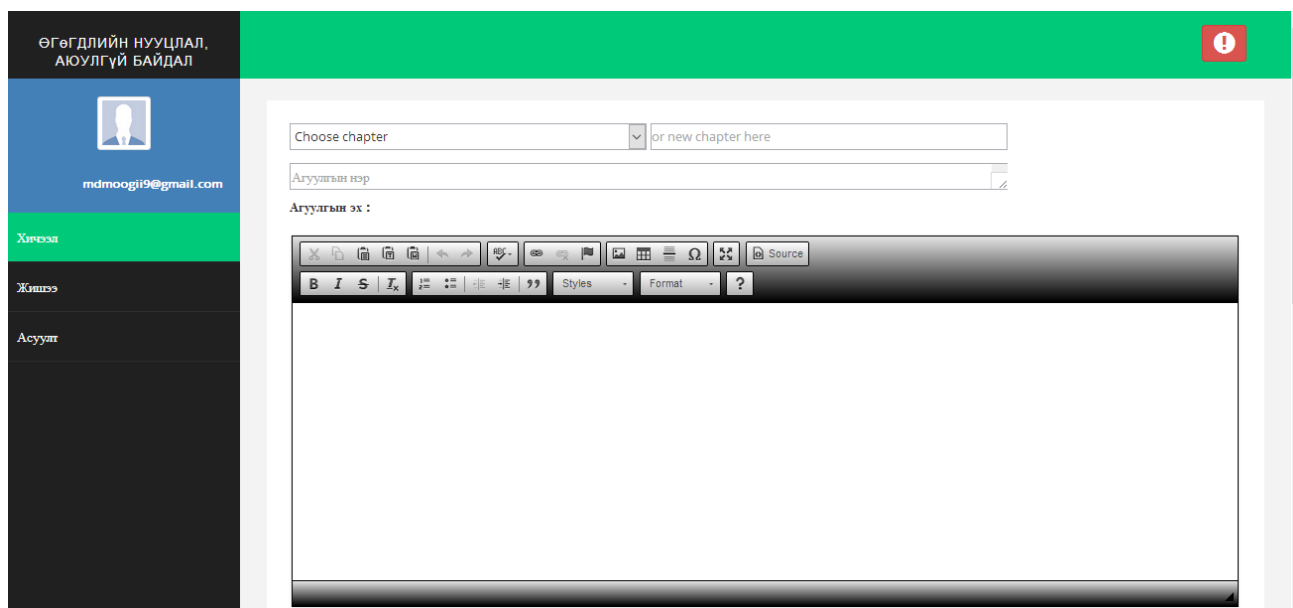 ӨГөГДЛИЙН НУУЦЛАЛ,
АЮУЛГүЙ БАЙДАЛ
mdmoogii9@gmail.com
Хичээл
Жишээ
Асуулт
Choose chapter
or new chapter here
Агуулгын нэр
Агуулгын эх :
Source
Styles
Format